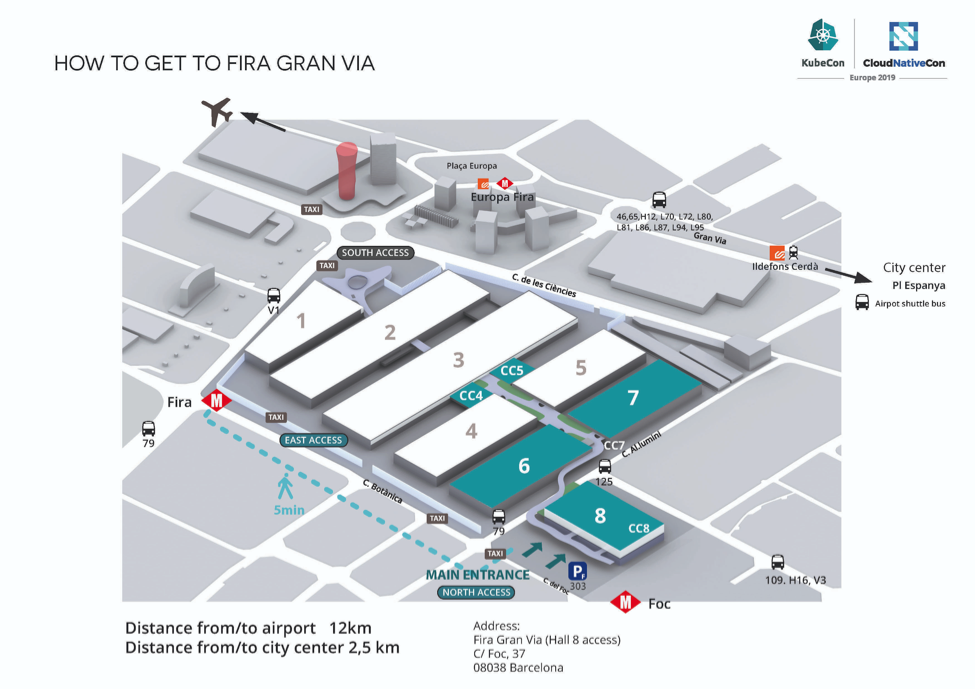 HOW TO GET TO FIRA GRAN VIA
KubeCon
CloudNativeCon
Europe 2019
Plaça Europa
M
Europa Fira
TAXI
46,65,H12, L70, L72, L80,
L81, L86, L87, L94, L95
Gran Via
SOUTH ACCESS
TAXI
Ildefons Cerdà
City center
Pl Espanya
Airpot shuttle bus
C. de les Ciències
V1
1
2
3
5
CC5
CC4
7
Fira
M
TAXI
79
EAST ACCESS
4
CC7
C. ALlumini
6
125
C. Botànica
5min
TAXI
79
8
CC8
TAXI
MAIN ENTRANCE
NORTH ACCESS
C. del Foc
P
303
109. H16, V3
M
Foc
Distance from/to airport 12km
Distance from/to city center 2,5 km
Address:
Fira Gran Via (Hall 8 access)
C/ Foc, 37
08038 Barcelona